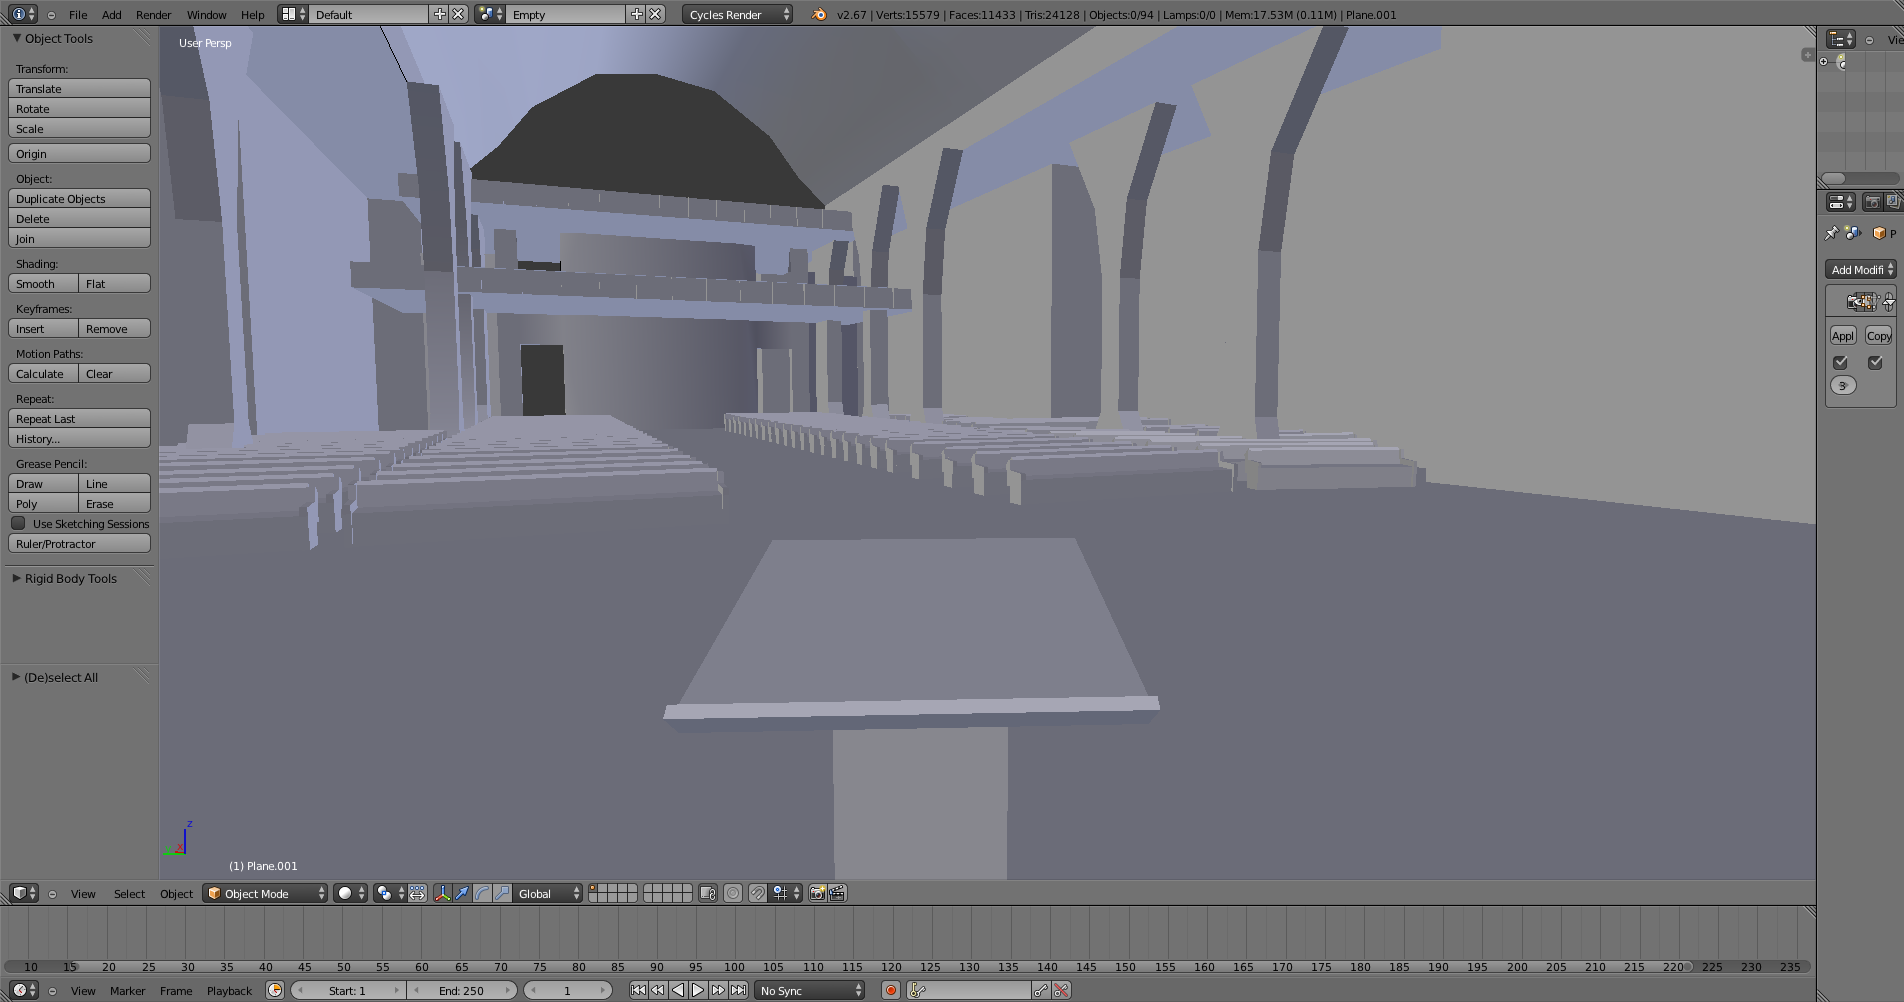 File Add Render Window Help Default Empty Cycles Render v2.67 | Verts:15579 | Faces:11433 | Tris:24128 | Objects:0/94 | Lamps:0/0 | Mem:17.53M (0.11M) | Plane.001
Object Tools
User Persp
Transform:
Translate
Rotate
Scale
Origin
Object:
Duplicate Objects
Delete
Join
Shading:
Smooth Flat
Keyframes:
Insert Remove
Motion Paths:
Calculate Clear
Repeat:
Repeat Last
History...
Grease Pencil:
Draw Line
Poly Erase
Use Sketching Sessions
Ruler/Protractor
Rigid Body Tools
(De)select All
Vie
P
Add Modifi
Appl Copy
3
z
y x
(1) Plane.001
View Select Object Object Mode Global
10 15 20 25 30 35 40 45 50 55 60 65 70 75 80 85 90 95 100 105 110 115 120 125 130 135 140 145 150 155 160 165 170 175 180 185 190 195 200 205 210 215 220 225 230 235
View Marker Frame Playback Start: 1 End: 250 1 No Sync